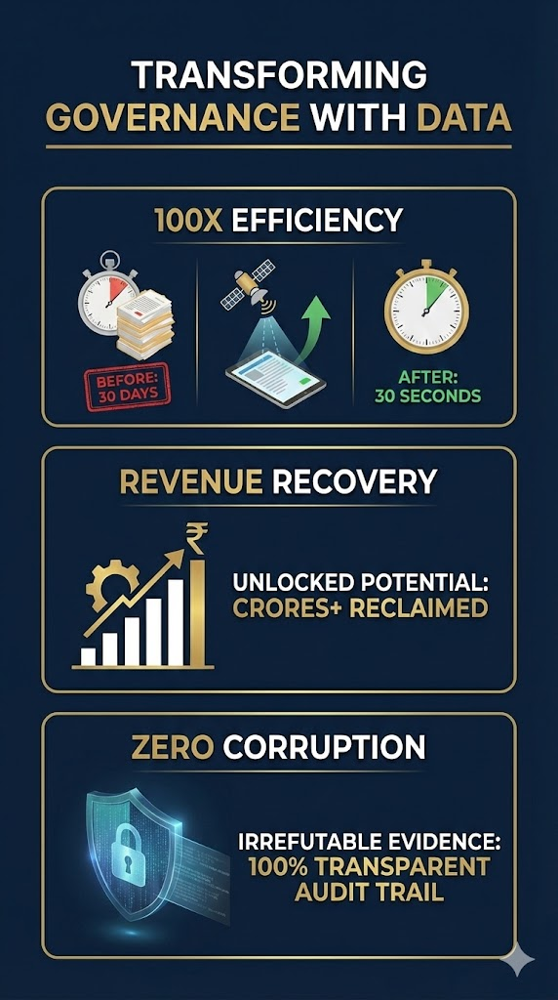 TRANSFORMING
GOVERNANCE WITH DATA
100X EFFICIENCY
BEFORE:
30 DAYS
AFTER:
30 SECONDS
REVENUE RECOVERY
₹
UNLOCKED POTENTIAL:
CRORES+ RECLAIMED
ZERO CORRUPTION
IRREFUTABLE EVIDENCE:
100% TRANSPARENT
AUDIT TRAIL